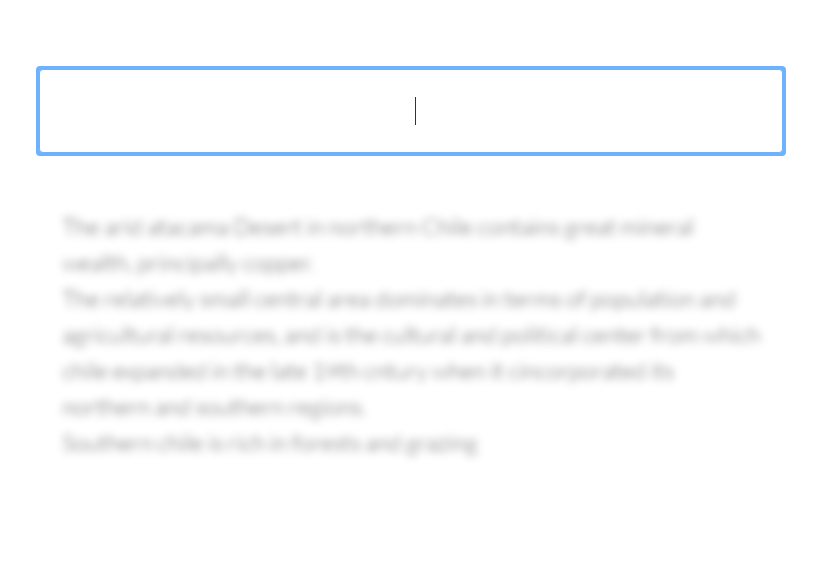 The arid atacama Desert in northern Chile contains great mineral
wealth, principally copper.
The relatively small central area dominates in terms of population and
agricultural resources, and is the cultural and political center from which
chile expanded in the late 19th cntury when it cincorporated its
northern and southern regions.
Southern chile is rich in forests and grazing